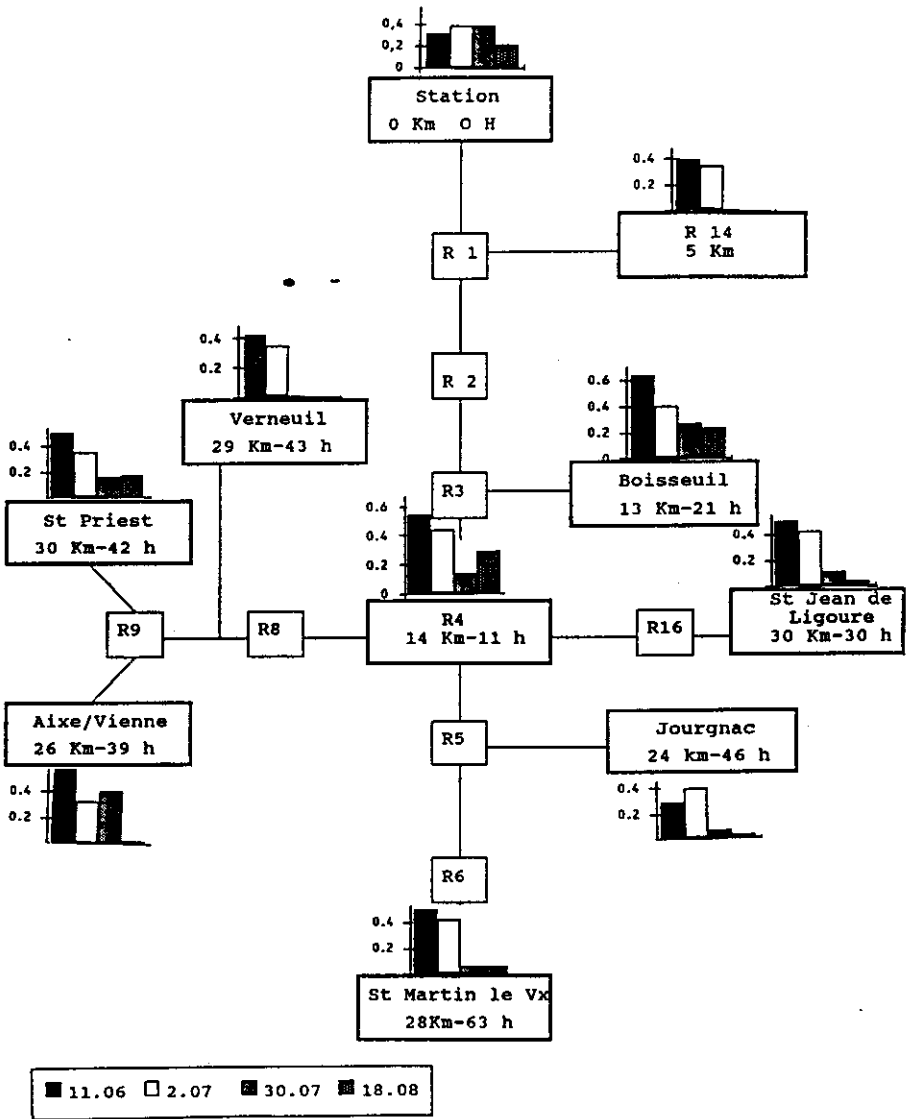 0,4
0,2
0
Station
0 Km O H
0.4
0.2
R 14
5 Km
R 1
0.4
0.2
Verneuil
29 Km-43 h
R 2
0.6
0.4
0.2
0
Boisseuil
13 Km-21 h
0.4
0.2
St Priest
30 Km-42 h
R3
0.6
0.4
0.2
0
R4
14 Km-11 h
0.4
0.2
St Jean de
Ligoure
30 Km-30 h
R9
R8
R16
Aixe/Vienne
26 Km-39 h
0.4
0.2
R5
Jourgnac
24 km-46 h
0.4
0.2
R6
0.4
0.2
St Martin le Vx
28Km-63 h
11.06 2.07 30.07 18.08